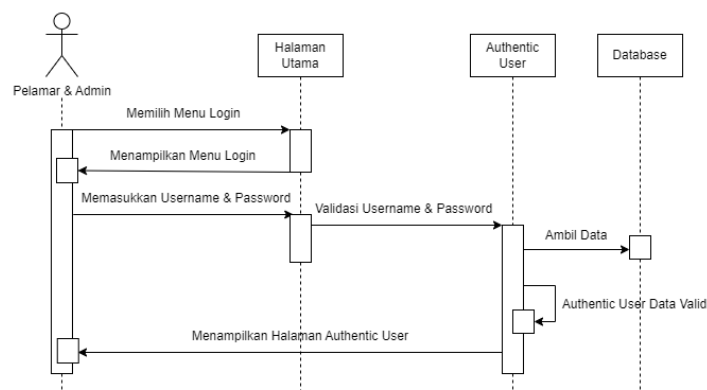 Halaman
Utama
Authentic
User
Database
Pelamar & Admin
Memilih Menu Login
Menampilkan Menu Login
Memasukkan Username & Password
Validasi Username & Password
Ambil Data
Authentic User Data Valid
Menampilkan Halaman Authentic User